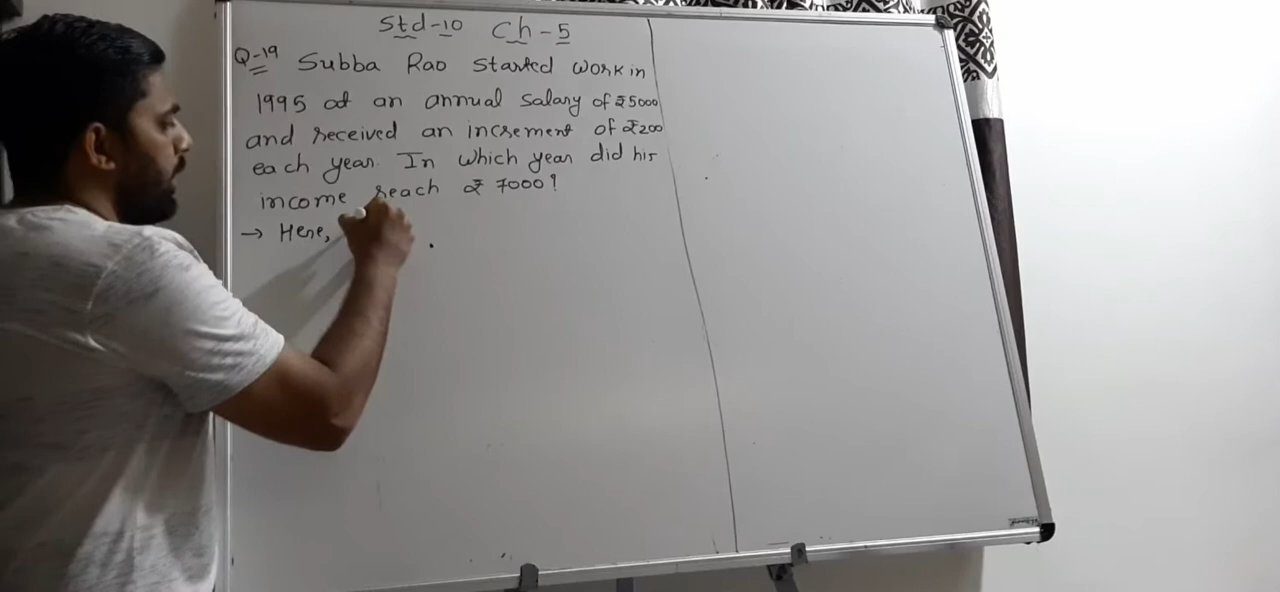 Std-10 Ch-5
Q-19 Subba Rao Started work in
1995 at an annual salary of ₹5000
and received an increment of ₹200
each year. In which year did his
income reach ₹ 7000?
→ Here,